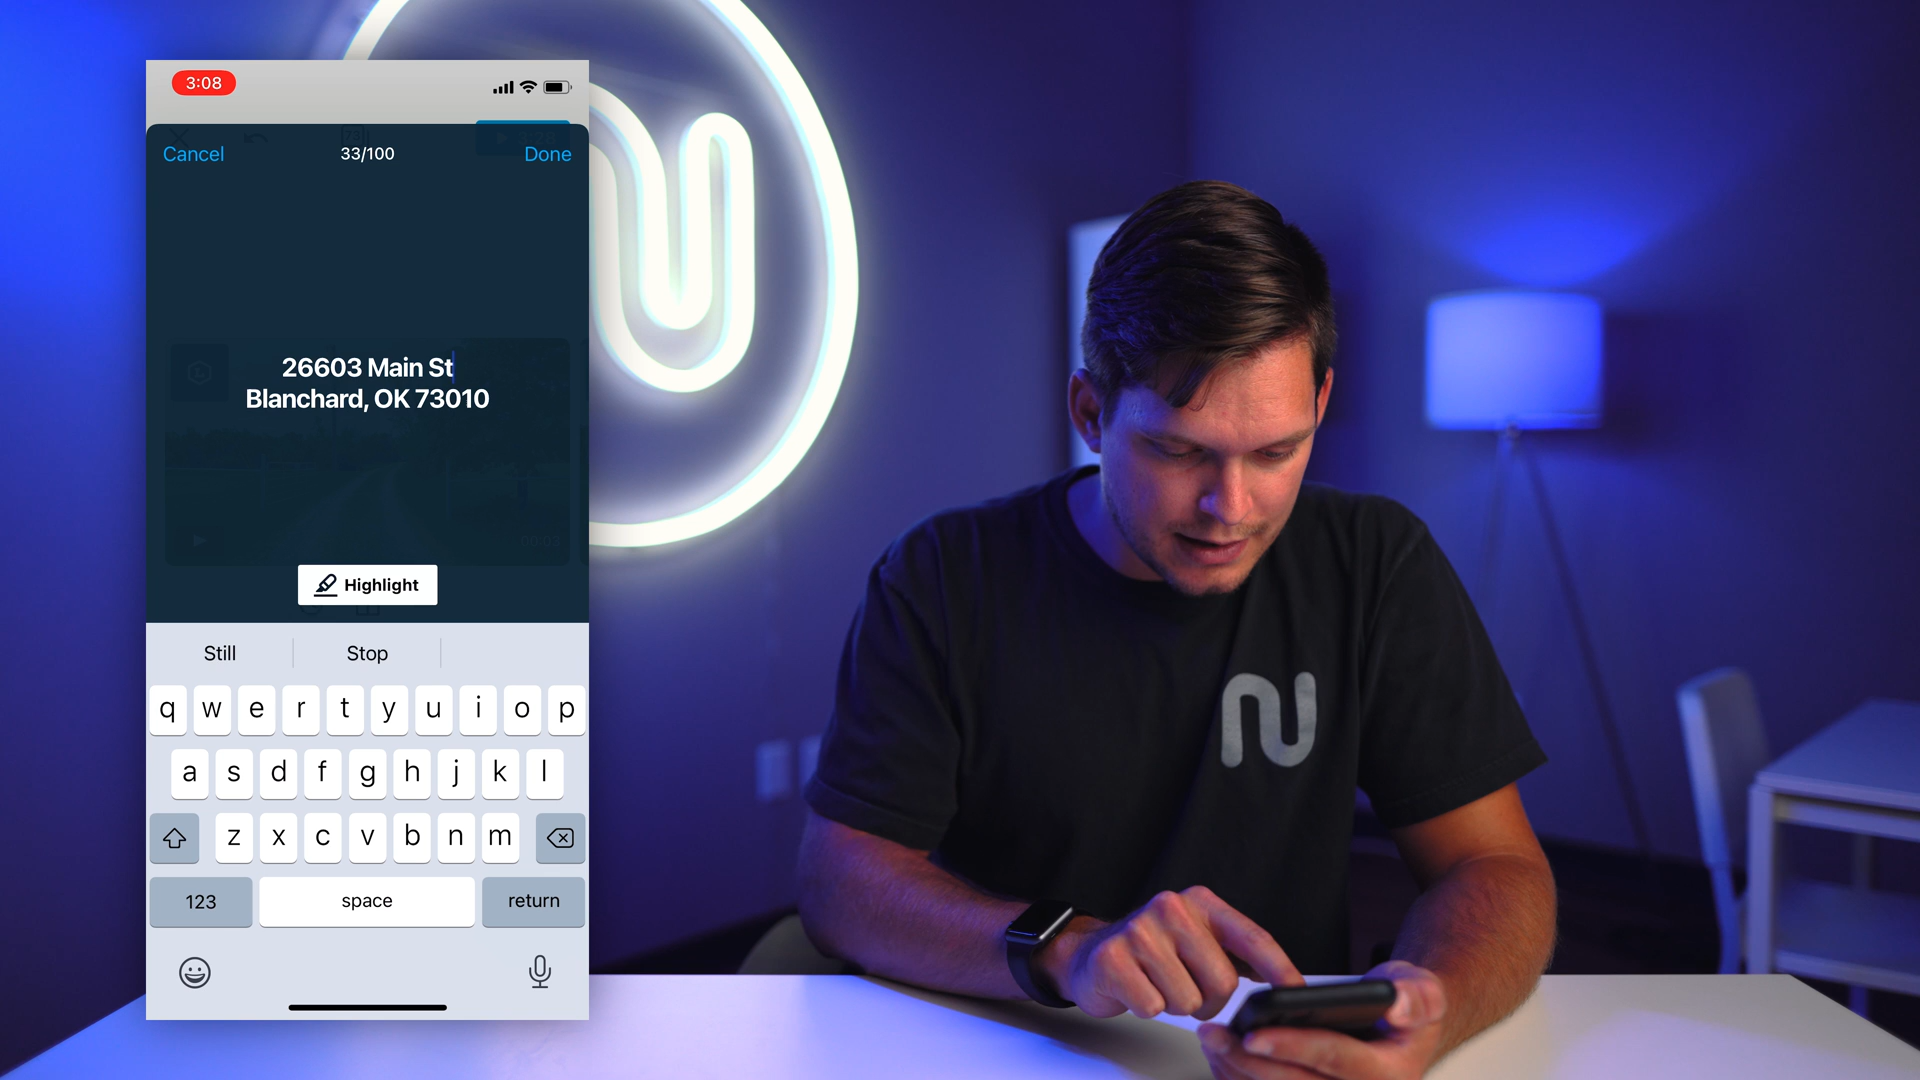 3:08
Cancel 33/100 Done
26603 Main St
Blanchard, OK 73010
Highlight
Still Stop
q w e r t y u i o p
a s d f g h j k l
z x c v b n m
123 space return